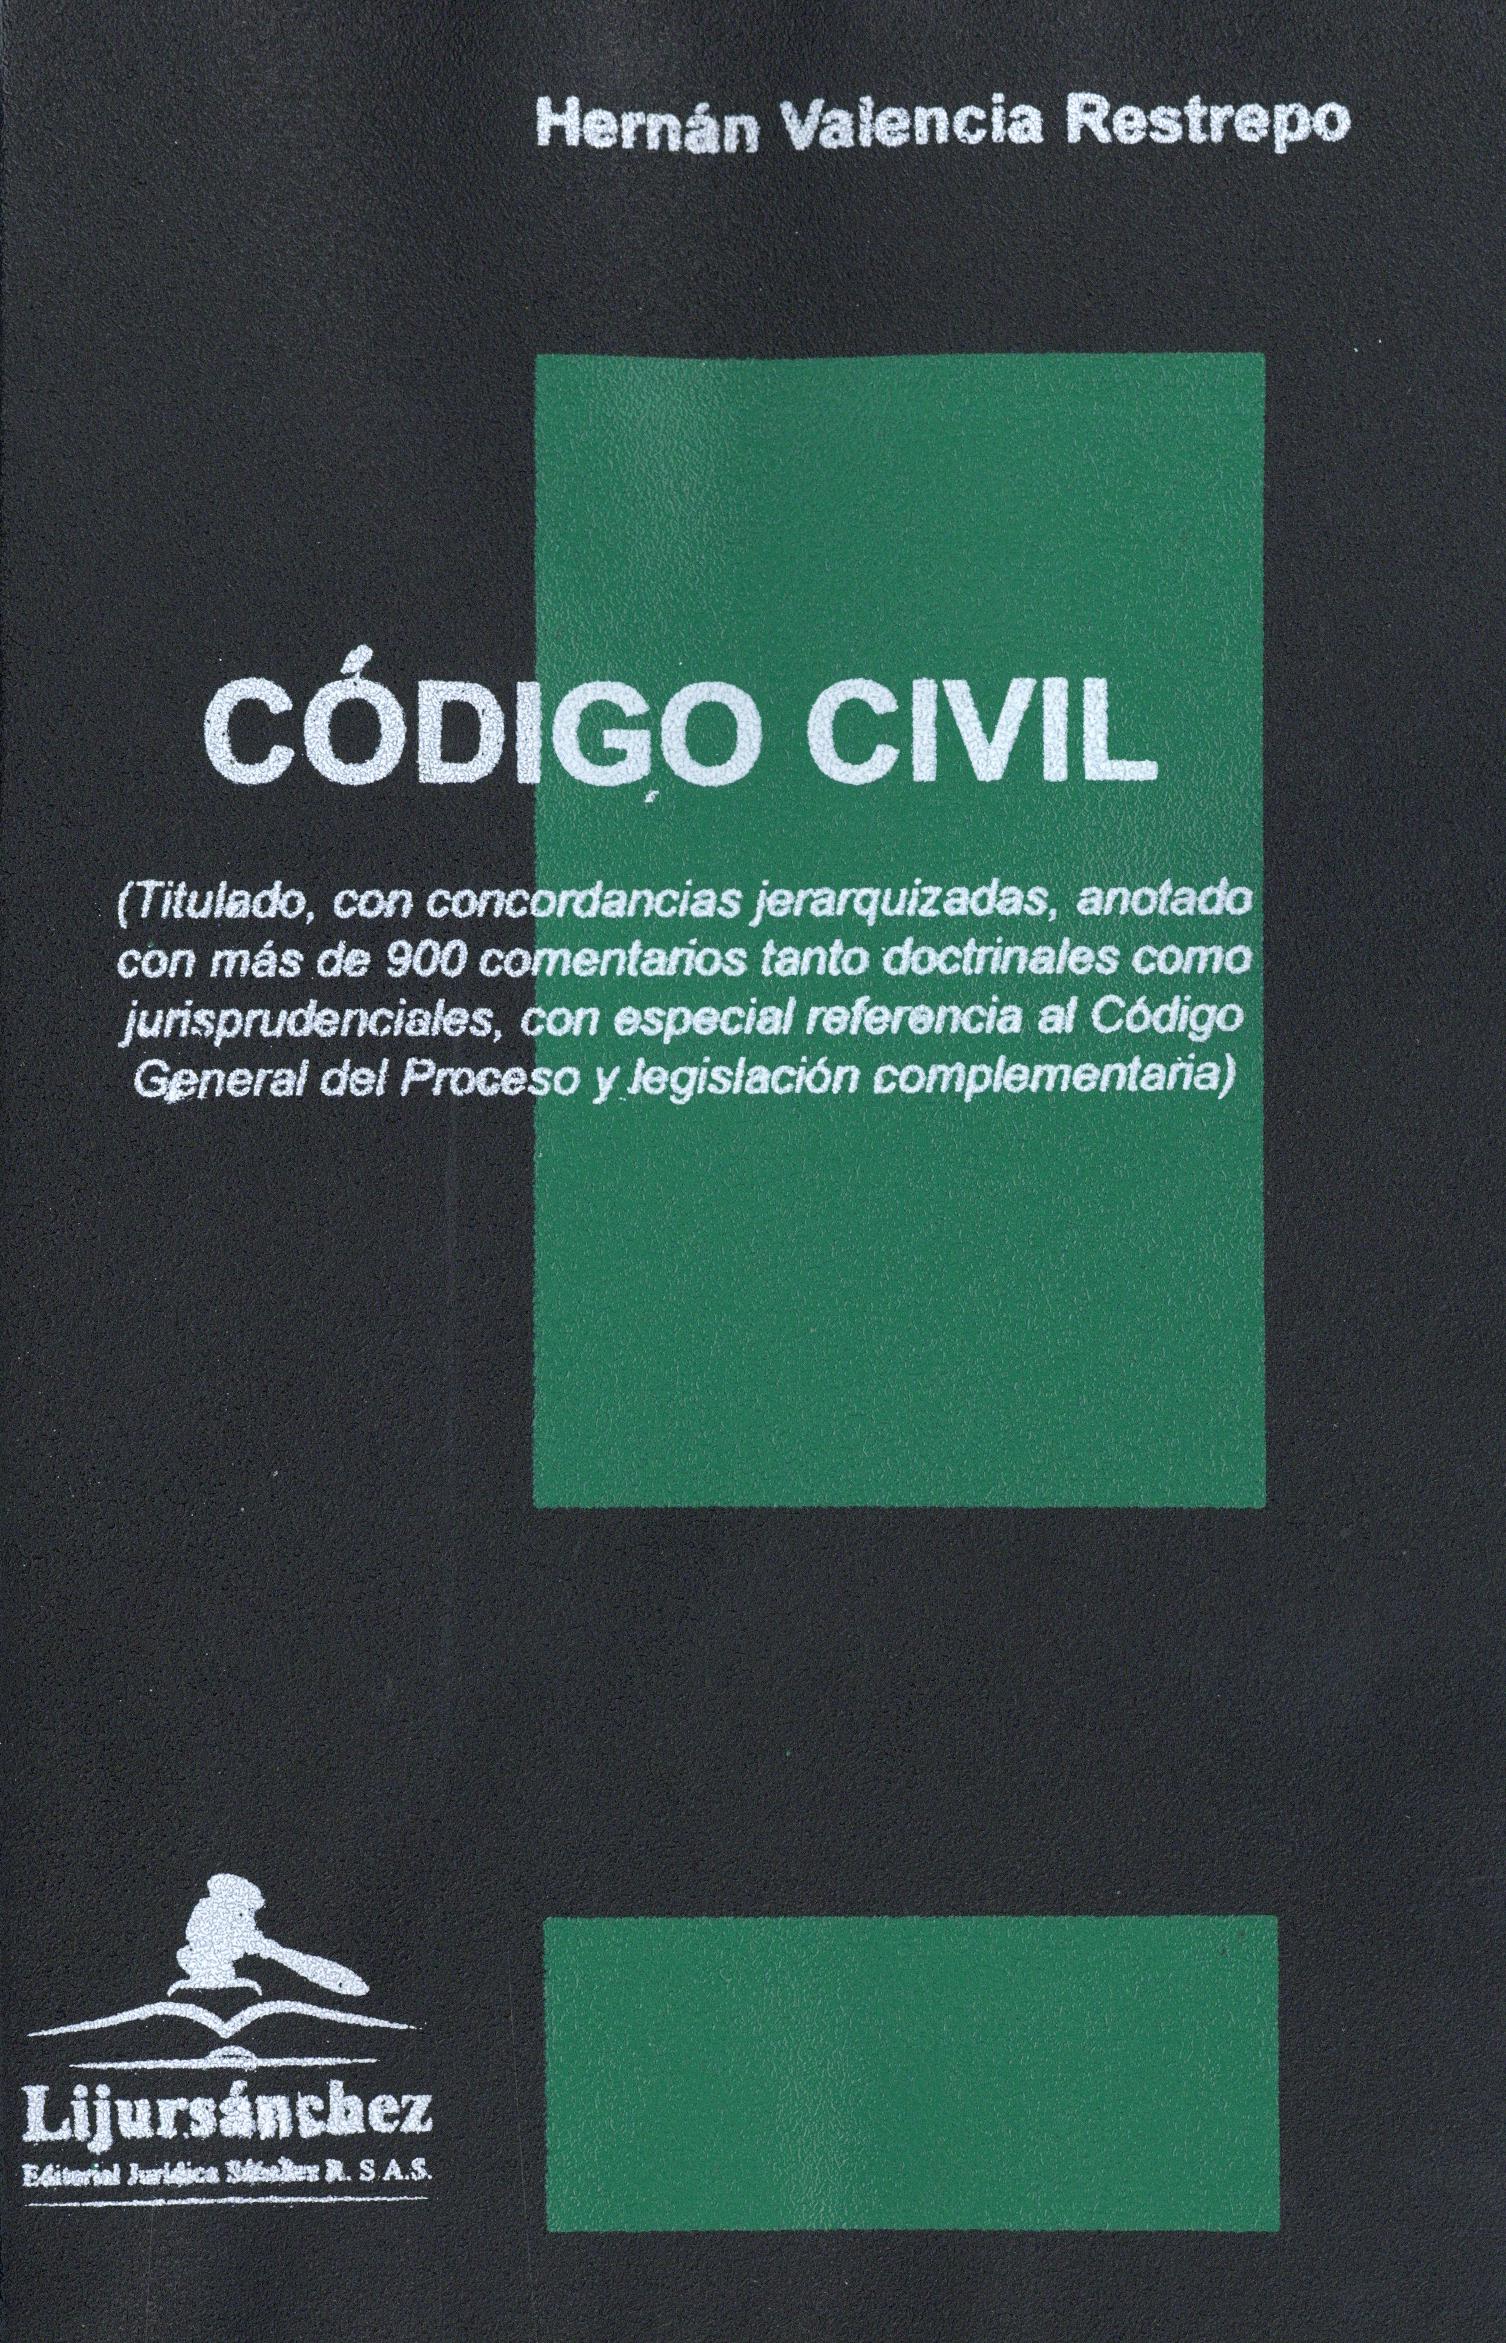 Hernán Valencia Restrepo
CÓDIGO CIVIL
(Titulado, con concordancias jerarquizadas, anotado
con más de 900 comentarios tanto doctrinales como
jurisprudenciales, con especial referencia al Código
General del Proceso y legislación complementaria)
Lijursánchez
Editorial Jurídica Sánchez R. S.A.S.